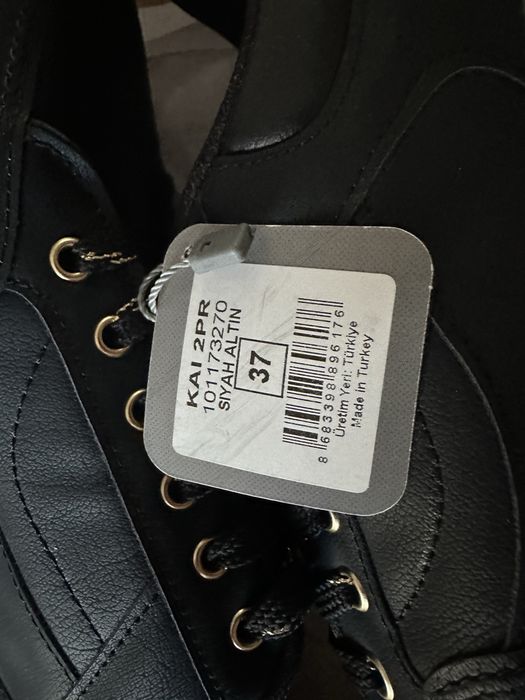 KAI 2PR
101173270
SIYAH ALTIN
37
8683398896176
Üretim Yeri: Türkiye
Made in Turkey